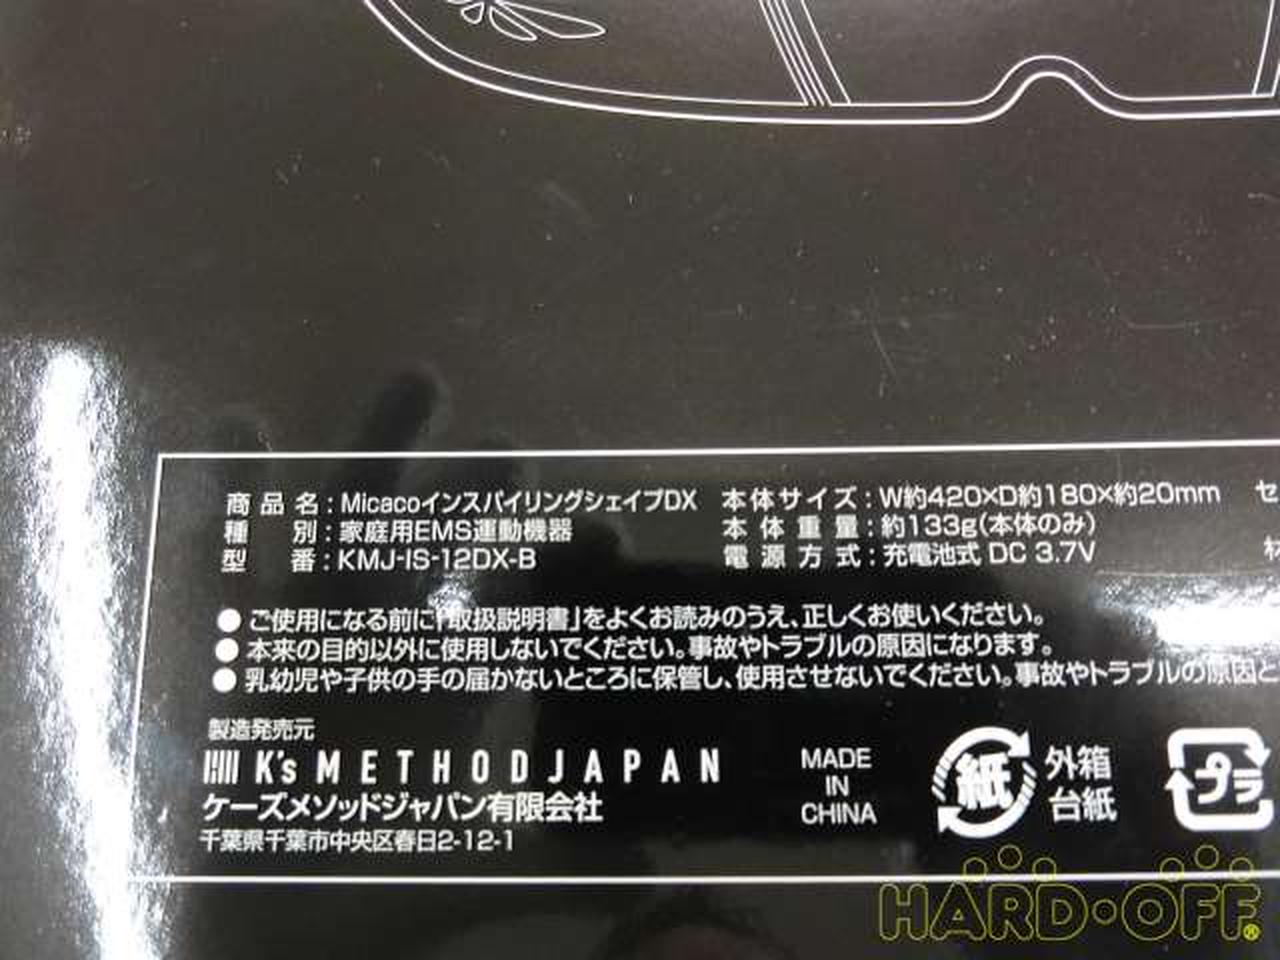 商品名:MicacoインスパイリングシェイプDX 本体サイズ:W約420×D約180×約20mm セ
種 別:家庭用EMS運動機器 本体重量:約133g(本体のみ)
型 番:KMJ-IS-12DX-B 電源方式:充電池式 DC 3.7V
●ご使用になる前に「取扱説明書」をよくお読みのうえ、正しくお使いください。
●本来の目的以外に使用しないでください。事故やトラブルの原因になります。
●乳幼児や子供の手の届かないところに保管し、使用させないでください。事故やトラブルの原因と
製造発売元
K's METHOD JAPAN
ケーズメソッドジャパン有限会社
千葉県千葉市中央区春日2-12-1
MADE
IN
CHINA
紙
外箱
台紙
プラ
HARD・OFF®